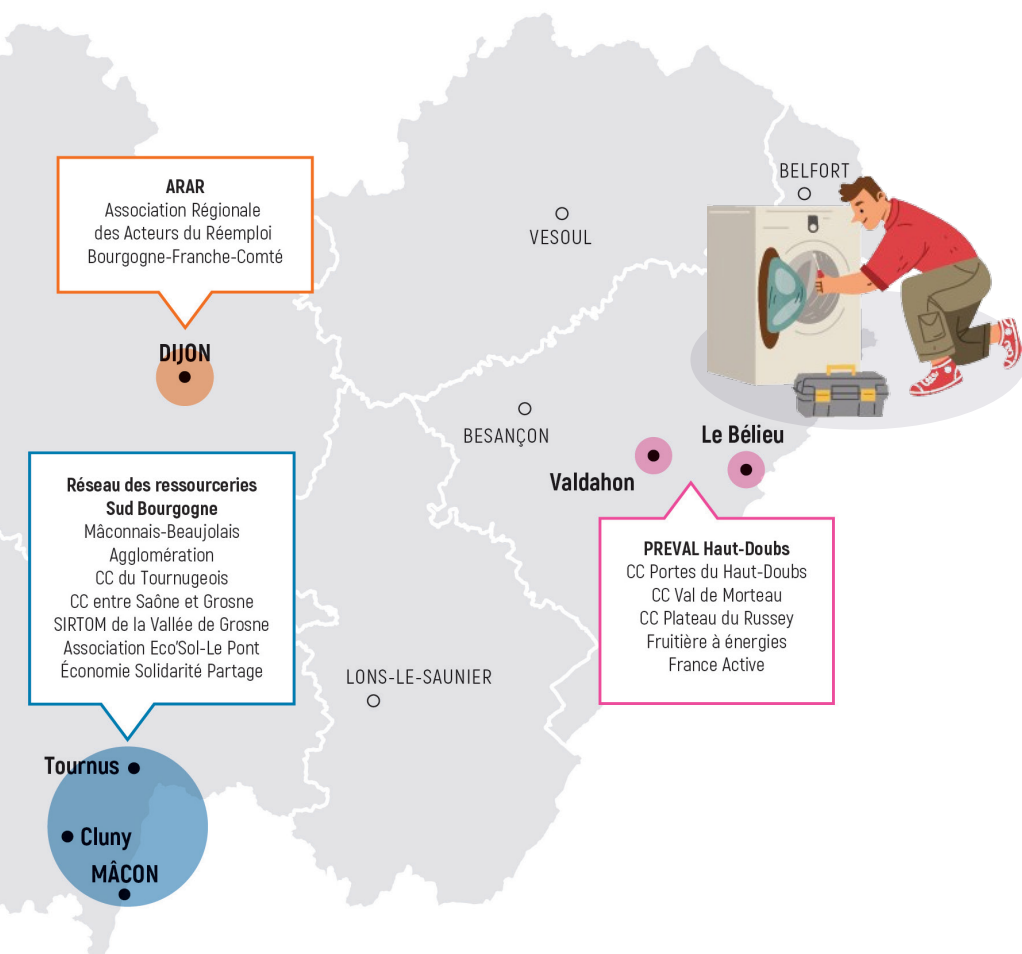 BELFORT
VESOUL
ARAR
Association Régionale
des Acteurs du Réemploi
Bourgogne-Franche-Comté
DIJON
BESANÇON
Le Bélieu
Valdahon
Réseau des ressourceries
Sud Bourgogne
Mâconnais-Beaujolais
Agglomération
CC du Tournugeois
CC entre Saône et Grosne
SIRTOM de la Vallée de Grosne
Association Eco'Sol-Le Pont
Économie Solidarité Partage
PREVAL Haut-Doubs
CC Portes du Haut-Doubs
CC Val de Morteau
CC Plateau du Russey
Fruitière à énergies
France Active
LONS-LE-SAUNIER
Tournus
Cluny
MÂCON